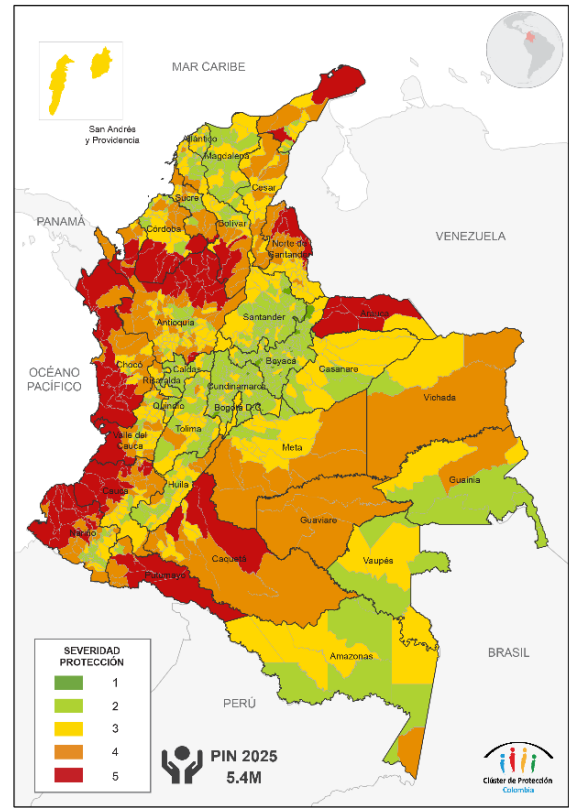 MAR CARIBE
San Andrés
y Providencia
Atlántico
Magdalena
Cesar
Sucre
Bolívar
Córdoba
PANAMÁ
VENEZUELA
Norte de
Santander
Antioquia
Santander
Arauca
Boyacá
Chocó
Caldas
Casanare
OCÉANO
PACÍFICO
Risaralda
Cundinamarca
Vichada
Quindío
Bogotá D.C.
Tolima
Valle del
Cauca
Meta
Guainía
Huila
Cauca
Guaviare
Nariño
Caquetá
Vaupés
Putumayo
Amazonas
BRASIL
PERÚ
SEVERIDAD
PROTECCIÓN
1
2
3
4
5
PIN 2025
5.4M
Clúster de Protección
Colombia